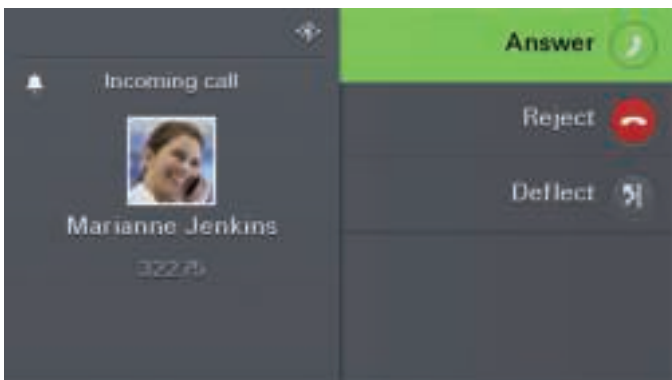 Incoming call
Marianne Jenkins
32275
Answer
Reject
Deflect